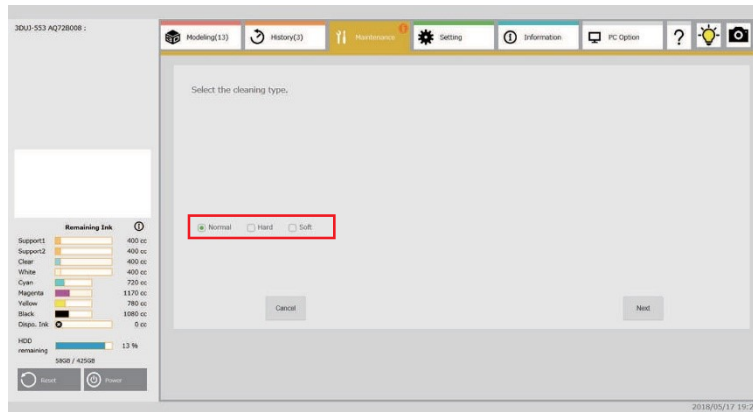 3DUJ-553 AQ72B008 :
Modeling(13)
History(3)
Maintenance
Setting
Information
PC Option
?
Select the cleaning type.
Normal
Hard
Soft
Cancel
Next
Remaining Ink
Support1 400 cc
Support2 400 cc
Clear 400 cc
White 400 cc
Cyan 720 cc
Magenta 1170 cc
Yellow 780 cc
Black 1080 cc
Dispo. Ink 0 cc
HDD
remaining
13 %
58GB / 425GB
Reset
Power
2018/05/17 19:2